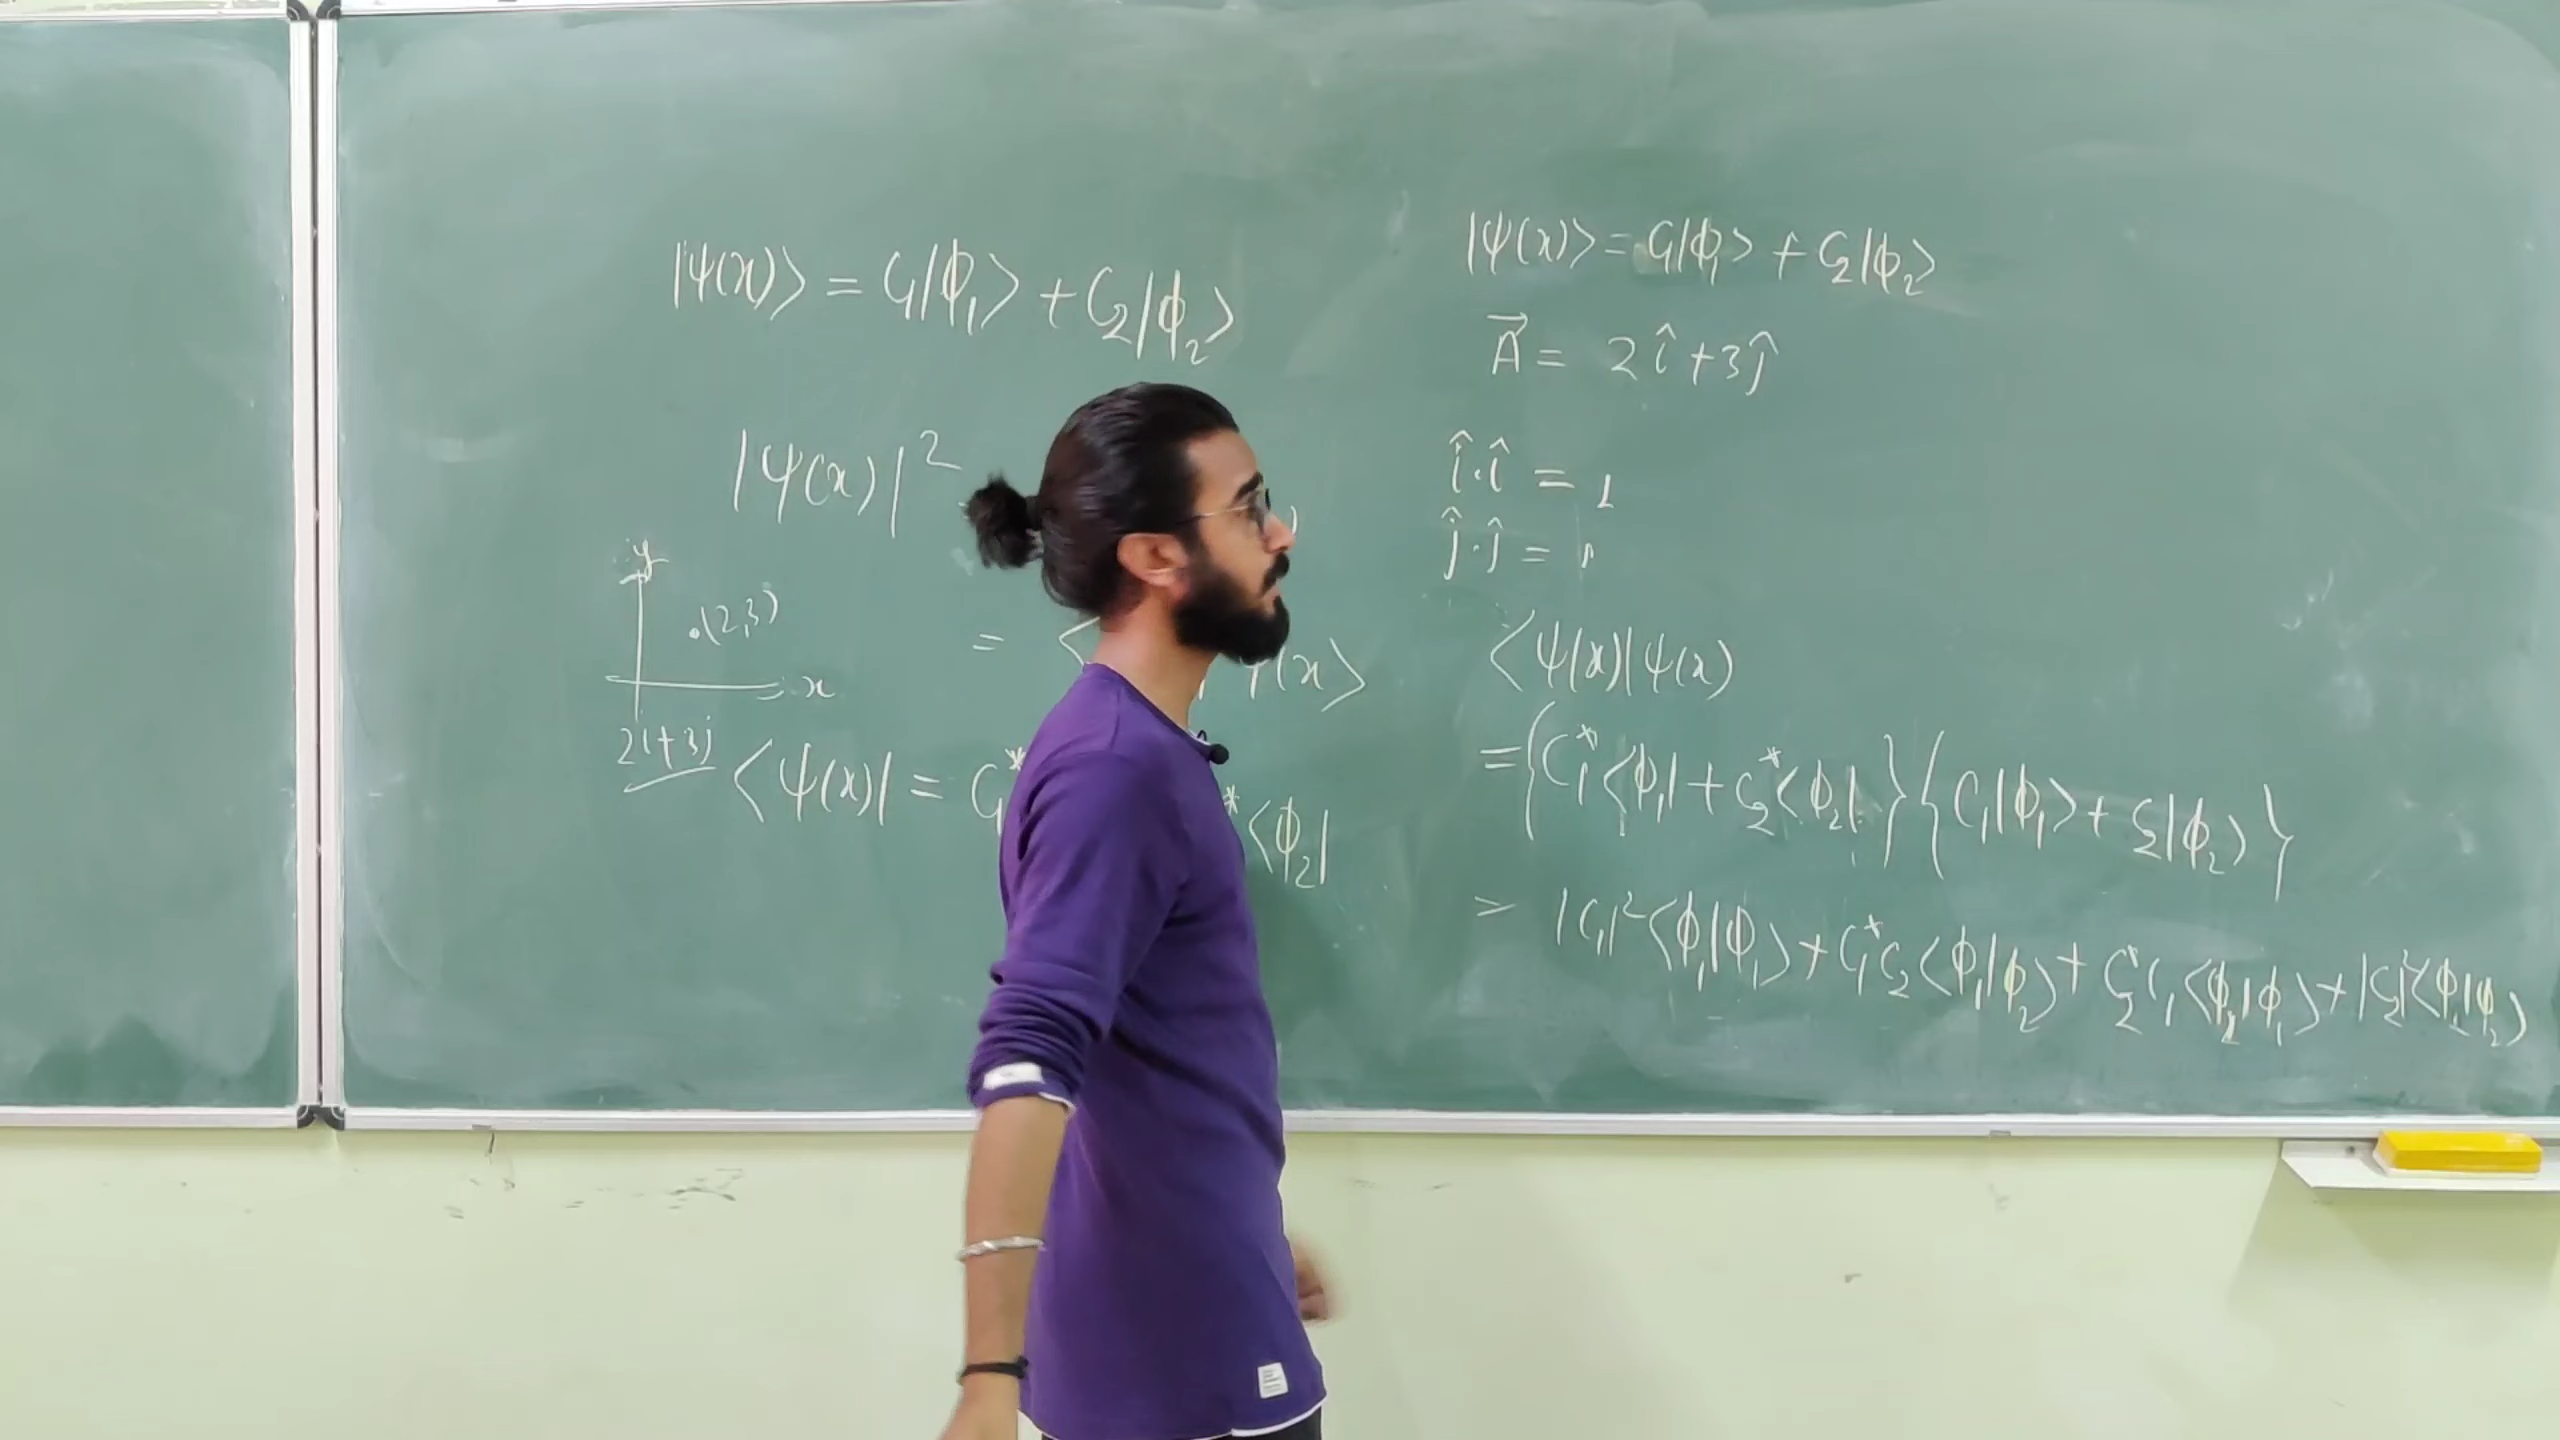 |ψ(x)⟩ = C₁|ϕ₁⟩ + C₂|ϕ₂⟩
|ψ(x)|²
y
.(2,3)
x
2i+3j
= ⟨ ψ(x⟩
⟨ψ(x)| = C₁* * ⟨ϕ₂|
|ψ(x)⟩ = C₁|ϕ₁⟩ + C₂|ϕ₂⟩
A⃗ = 2î + 3ĵ
î.î = 1
ĵ.ĵ = 1
⟨ψ(x)|ψ(x)⟩
= {C₁*⟨ϕ₁| + C₂*⟨ϕ₂|} {C₁|ϕ₁⟩ + C₂|ϕ₂⟩}
= |C₁|²⟨ϕ₁|ϕ₁⟩ + C₁*C₂⟨ϕ₁|ϕ₂⟩ + C₂*C₁⟨ϕ₂|ϕ₁⟩ + |C₂|²⟨ϕ₂|ϕ₂⟩